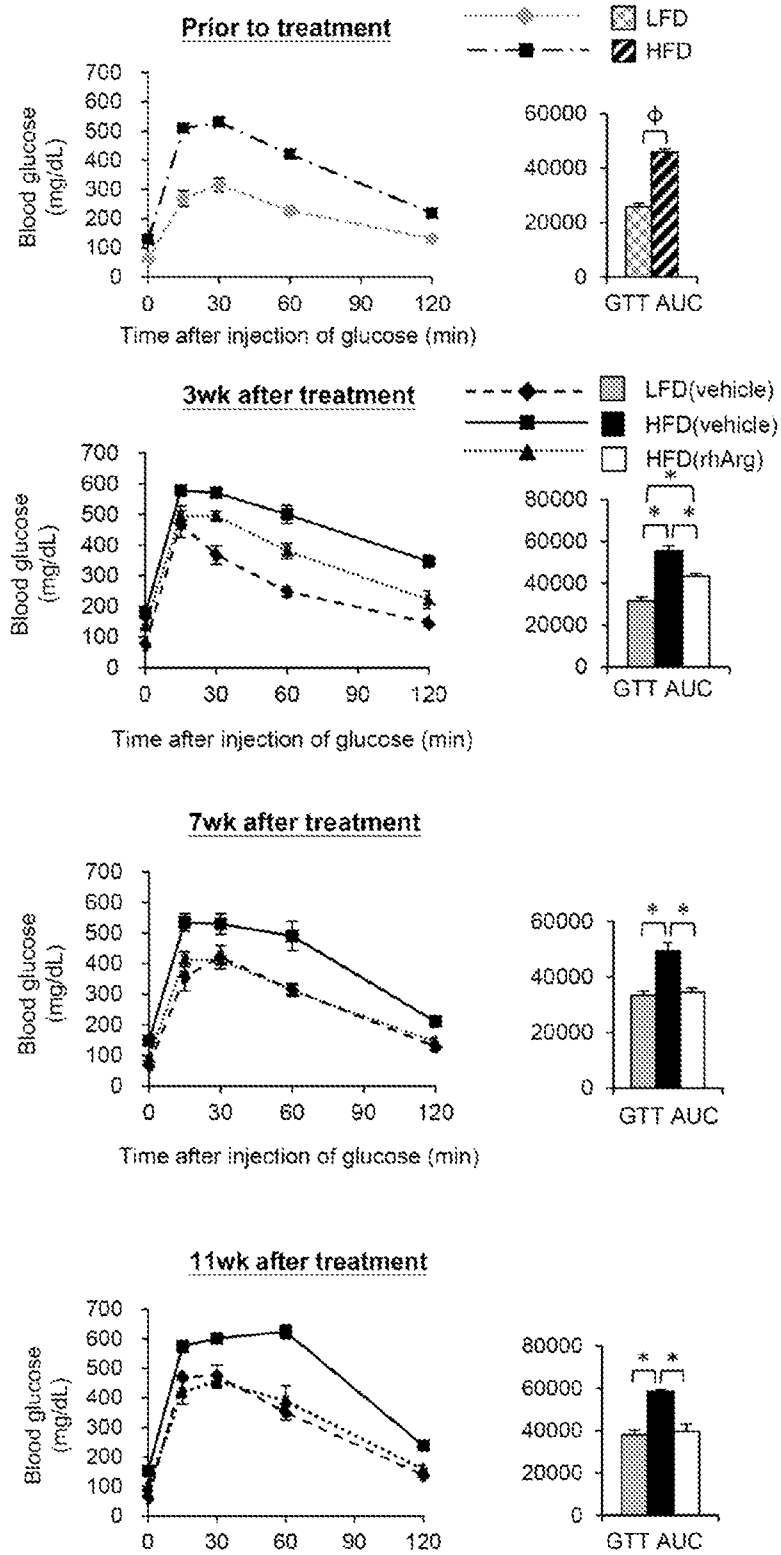 Prior to treatment
LFD
HFD
700
600
500
400
300
200
100
0
Blood glucose
(mg/dL)
0 30 60 90 120
Time after injection of glucose (min)
60000
40000
20000
0
ϕ
GTT AUC
3wk after treatment
LFD(vehicle)
HFD(vehicle)
HFD(rhArg)
700
600
500
400
300
200
100
0
Blood glucose
(mg/dL)
0 30 60 90 120
Time after injection of glucose (min)
80000
60000
40000
20000
0
*
* *
GTT AUC
7wk after treatment
700
600
500
400
300
200
100
0
Blood glucose
(mg/dL)
0 30 60 90 120
Time after injection of glucose (min)
60000
40000
20000
0
* *
GTT AUC
11wk after treatment
700
600
500
400
300
200
100
0
Blood glucose
(mg/dL)
0 30 60 90 120
80000
60000
40000
20000
0
* *
GTT AUC